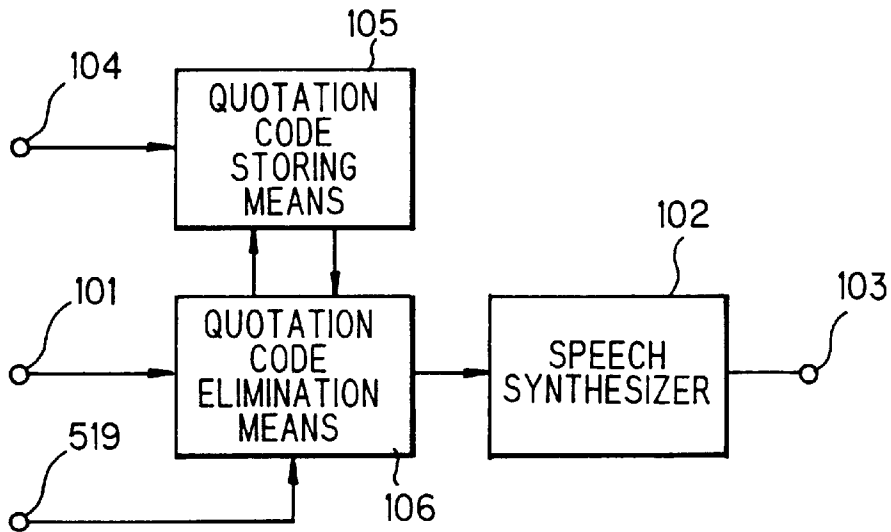 105
104
QUOTATION
CODE
STORING
MEANS
102
101
103
QUOTATION
CODE
ELIMINATION
MEANS
SPEECH
SYNTHESIZER
519
106